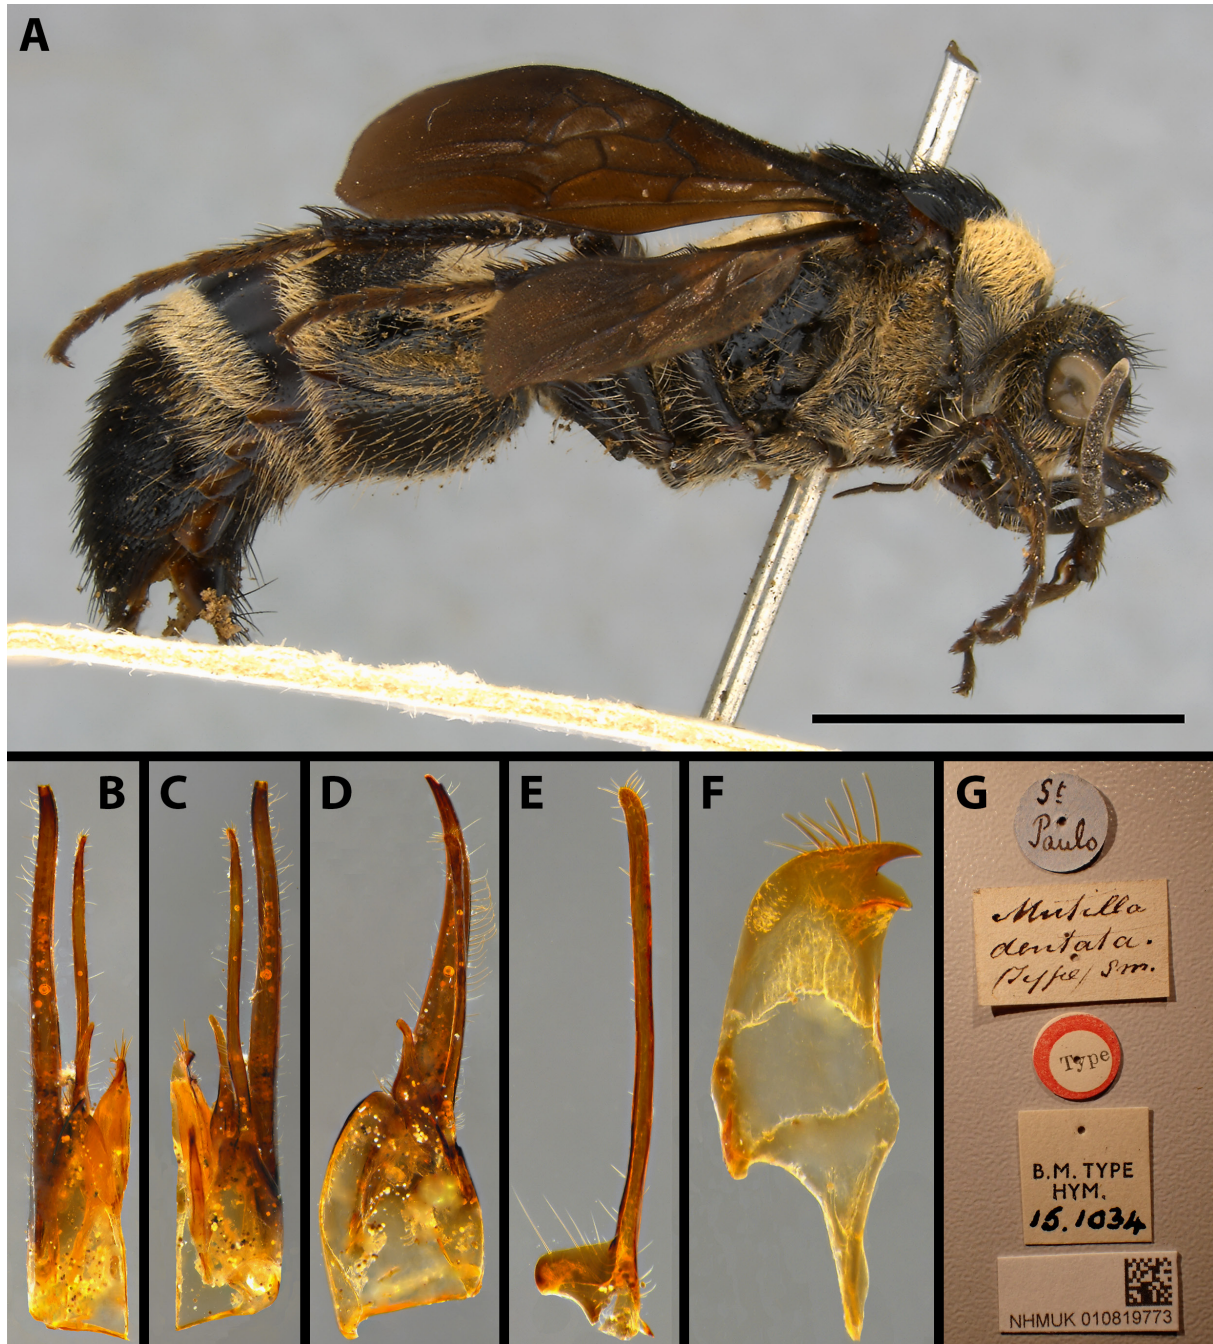 A
B
C
D
E
F
G
St
Paulo
Mutilla
dentata.
(Type) Sm.
Type
B.M. TYPE
HYM.
15.1034
NHMUK 010819773